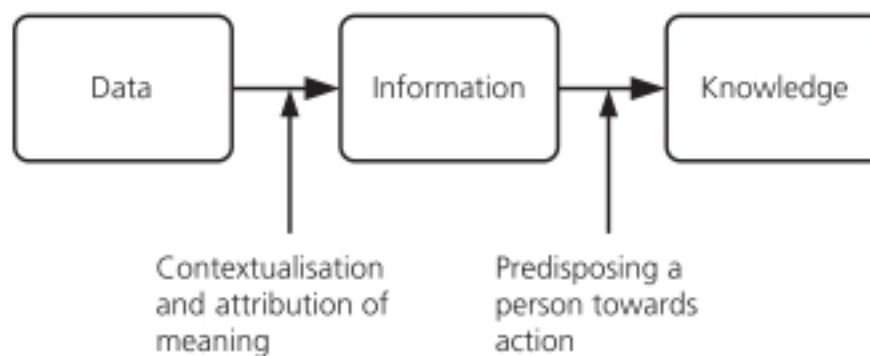 Data
Information
Knowledge
Contextualisation
and attribution of
meaning
Predisposing a
person towards
action